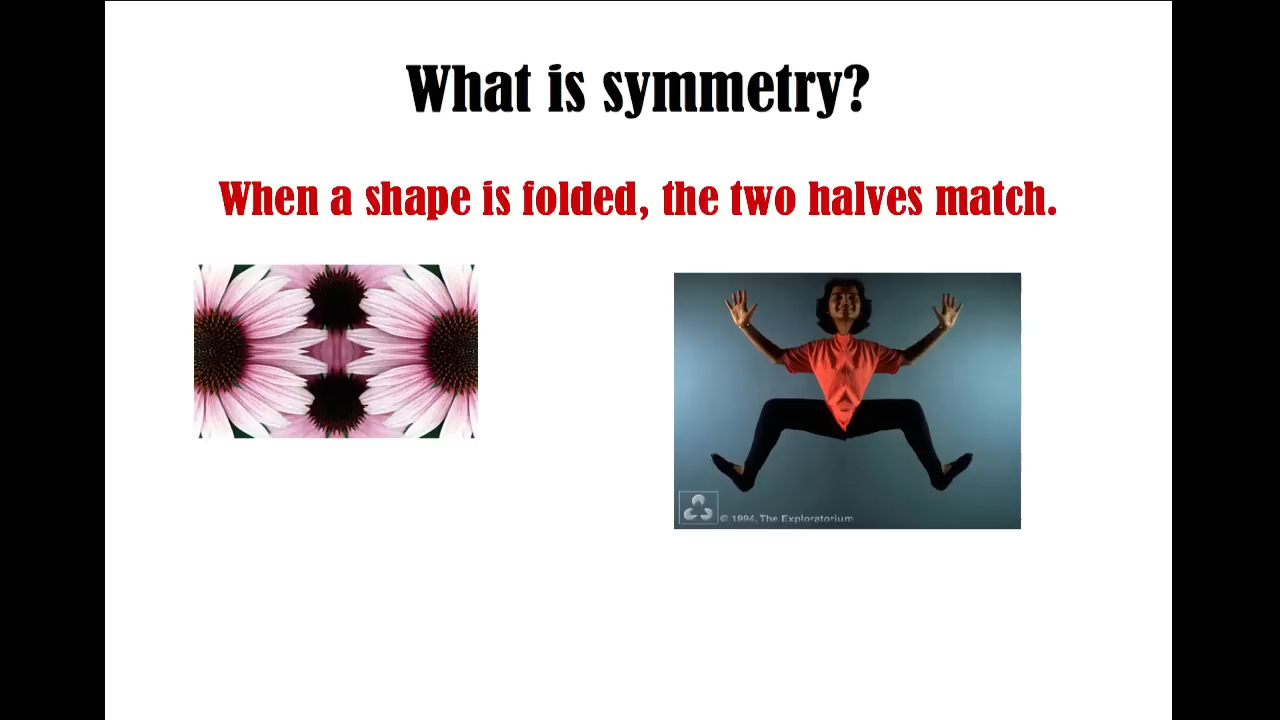 What is symmetry?
When a shape is folded, the two halves match.
© 1994, The Exploratorium